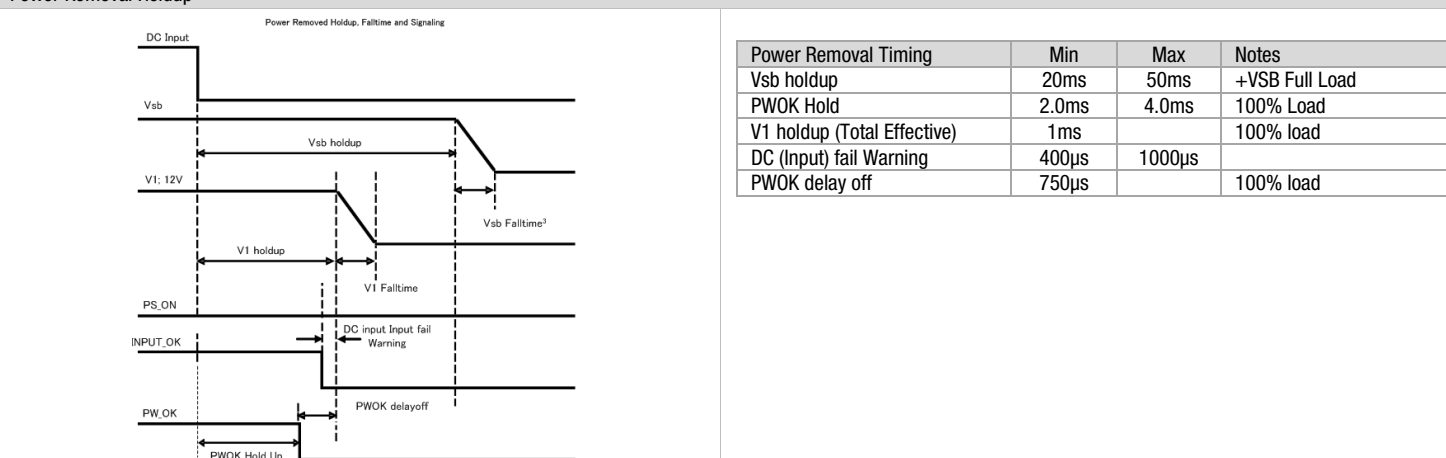 Power Removal Holdup
Power Removed Holdup, Falltime and Signaling
DC Input
Vsb
Vsb holdup
V1; 12V
Vsb Falltime³
V1 holdup
V1 Falltime
PS_ON
DC input Input fail
Warning
INPUT_OK
PWOK delayoff
PW_OK
PWOK Hold Up
Power Removal Timing Min Max Notes
Vsb holdup 20ms 50ms +VSB Full Load
PWOK Hold 2.0ms 4.0ms 100% Load
V1 holdup (Total Effective) 1ms 100% load
DC (Input) fail Warning 400µs 1000µs
PWOK delay off 750µs 100% load